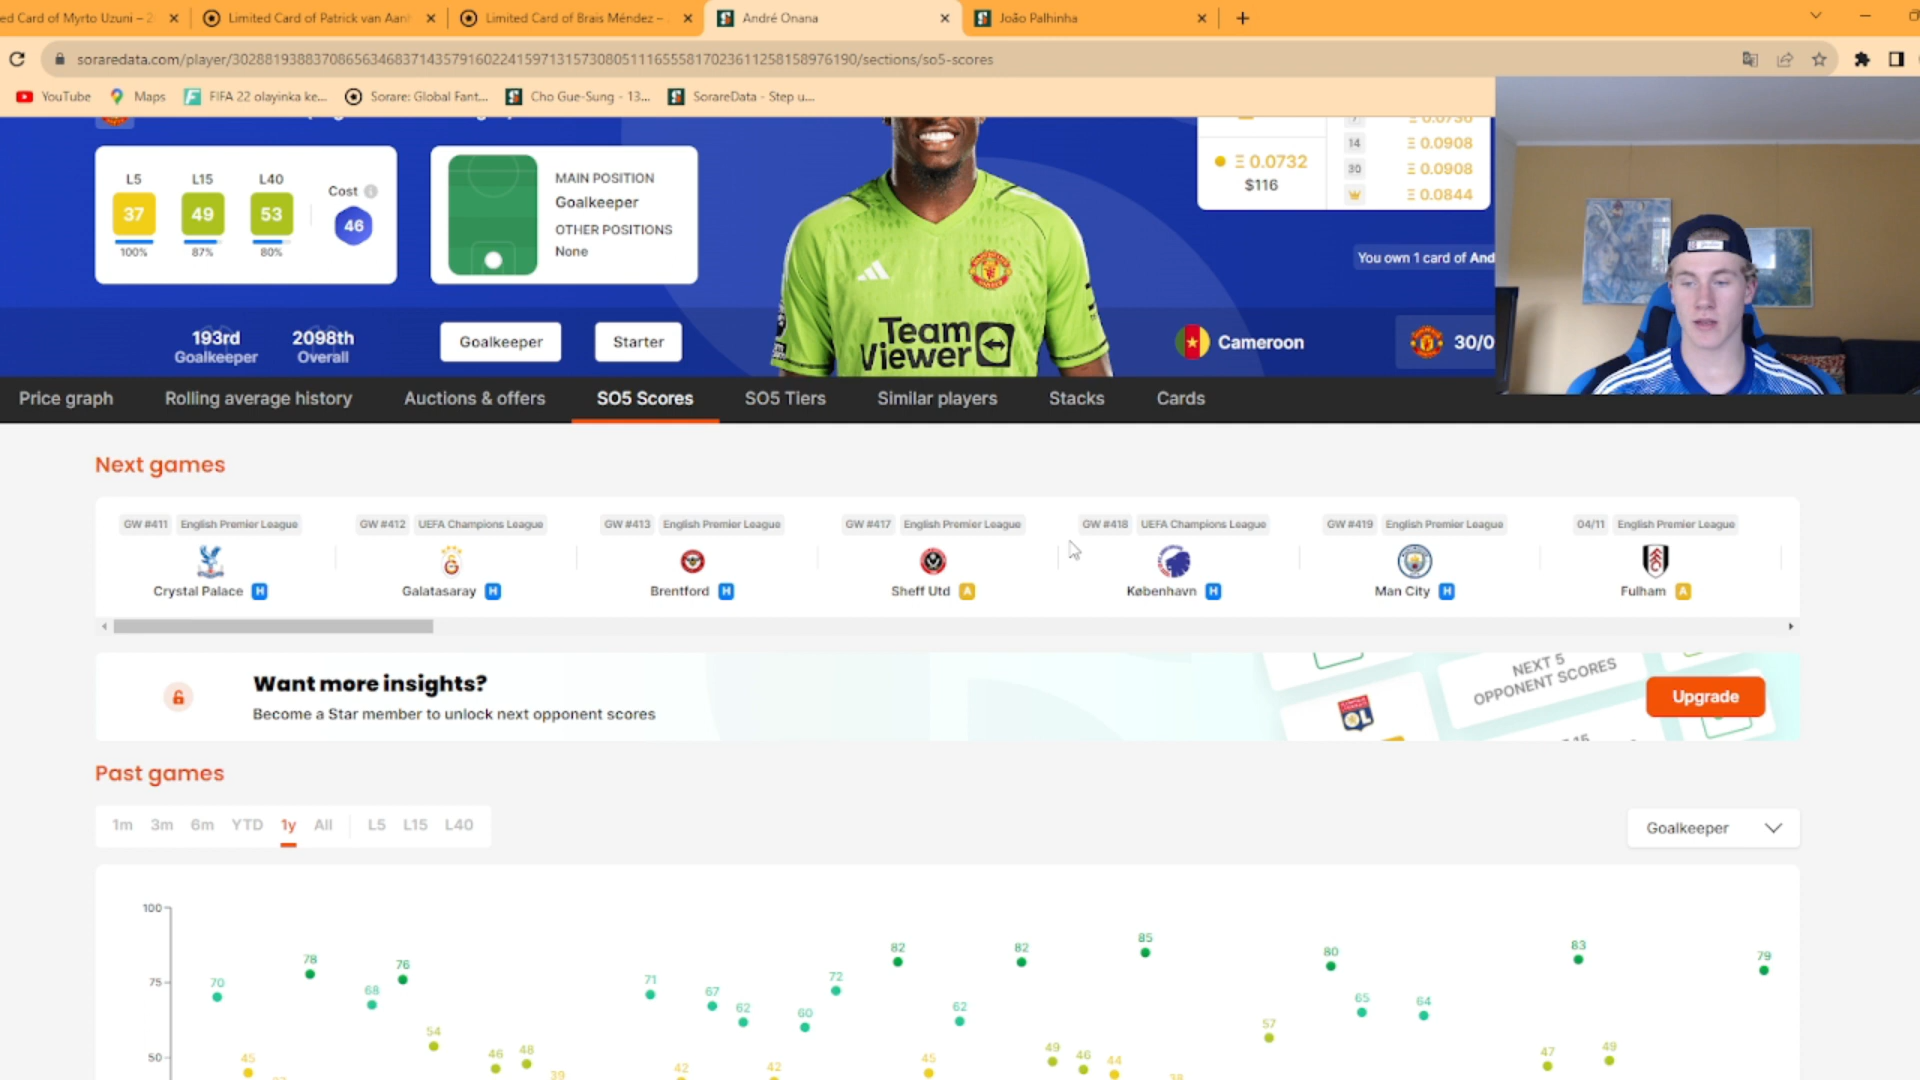 ed Card of Myrto Uzuni – 2
Limited Card of Patrick van Aanh
Limited Card of Brais Méndez –
André Onana
João Palhinha
soraredata.com/player/30288193883708656346837143579160224159713157308051116555817023611258158976190/sections/so5-scores
YouTube
Maps
FIFA 22 olayinka ke...
Sorare: Global Fant...
Cho Gue-Sung - 13...
SorareData - Step u...
L5 L15 L40 Cost
37 49 53 46
100% 87% 80%
MAIN POSITION
Goalkeeper
OTHER POSITIONS
None
Ξ 0.0732
$116
7 Ξ 0.0736
14 Ξ 0.0908
30 Ξ 0.0908
Ξ 0.0844
You own 1 card of And
193rd
Goalkeeper
2098th
Overall
Goalkeeper
Starter
Team
Viewer
Cameroon
30/0
Price graph
Rolling average history
Auctions & offers
SO5 Scores
SO5 Tiers
Similar players
Stacks
Cards
Next games
GW #411 English Premier League
Crystal Palace H
GW #412 UEFA Champions League
Galatasaray H
GW #413 English Premier League
Brentford H
GW #417 English Premier League
Sheff Utd A
GW #418 UEFA Champions League
København H
GW #419 English Premier League
Man City H
04/11 English Premier League
Fulham A
Want more insights?
Become a Star member to unlock next opponent scores
NEXT 5
OPPONENT SCORES
OL
Upgrade
Past games
1m 3m 6m YTD 1y All L5 L15 L40
Goalkeeper
100
75
50
70 45 78 68 76 54 46 48 39 71 42 67 62 42 60 72 82 45 62 82 49 46 44 85 38 57 80 65 64 47 83 49 79